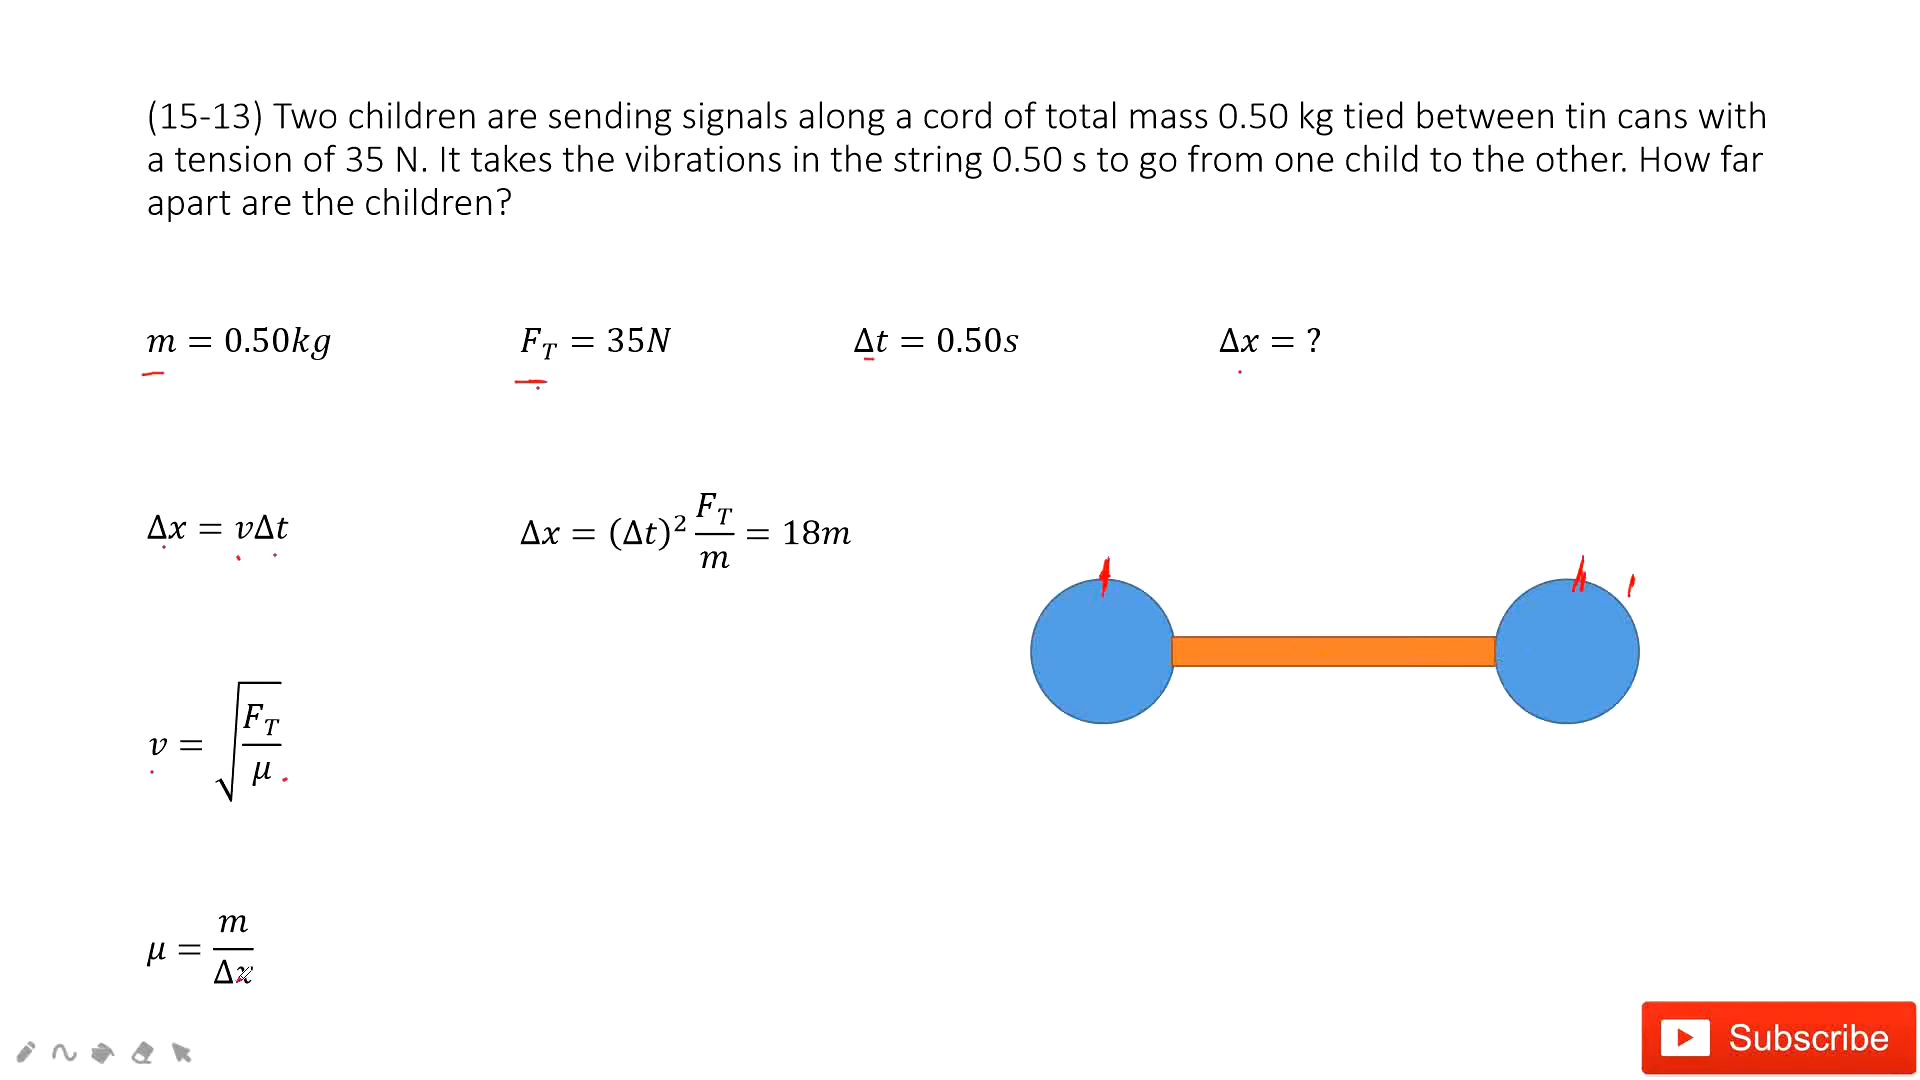 (15-13) Two children are sending signals along a cord of total mass 0.50 kg tied between tin cans with
a tension of 35 N. It takes the vibrations in the string 0.50 s to go from one child to the other. How far
apart are the children?
m = 0.50kg
F_T = 35N
Δt = 0.50s
Δx = ?
Δx = vΔt
Δx = (Δt)² F_T/m = 18m
v = √(F_T/μ)
μ = m/Δx
Subscribe